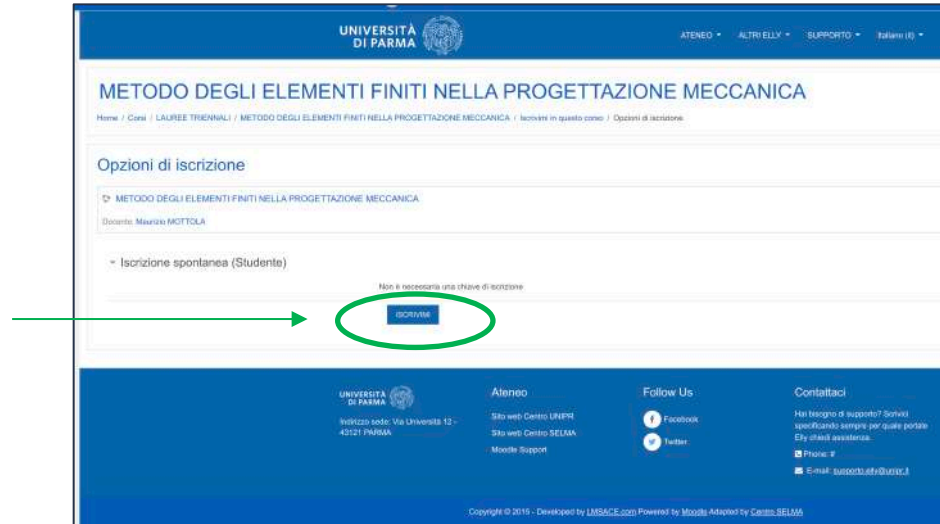 UNIVERSITÀ
DI PARMA
ATENEO
ALTRI ELLY
SUPPORTO
Italiano (it)
METODO DEGLI ELEMENTI FINITI NELLA PROGETTAZIONE MECCANICA
Home / Corsi / LAUREE TRIENNALI / METODO DEGLI ELEMENTI FINITI NELLA PROGETTAZIONE MECCANICA / Iscrivimi in questo corso / Opzioni di iscrizione
Opzioni di iscrizione
METODO DEGLI ELEMENTI FINITI NELLA PROGETTAZIONE MECCANICA
Docente: Maurizio MOTTOLA
Iscrizione spontanea (Studente)
Non è necessaria una chiave di iscrizione
ISCRIVIMI
UNIVERSITÀ
DI PARMA
Indirizzo sede: Via Università 12 -
43121 PARMA
Ateneo
Sito web Centro UNIPR
Sito web Centro SELMA
Moodle Support
Follow Us
Facebook
Twitter
Contattaci
Hai bisogno di supporto? Scrivici
specificando sempre per quale portale
Elly chiedi assistenza.
Phone: #
E-mail: supporto.elly@unipr.it
Copyright © 2015 - Developed by LMSACE.com Powered by Moodle Adapted by Centro SELMA